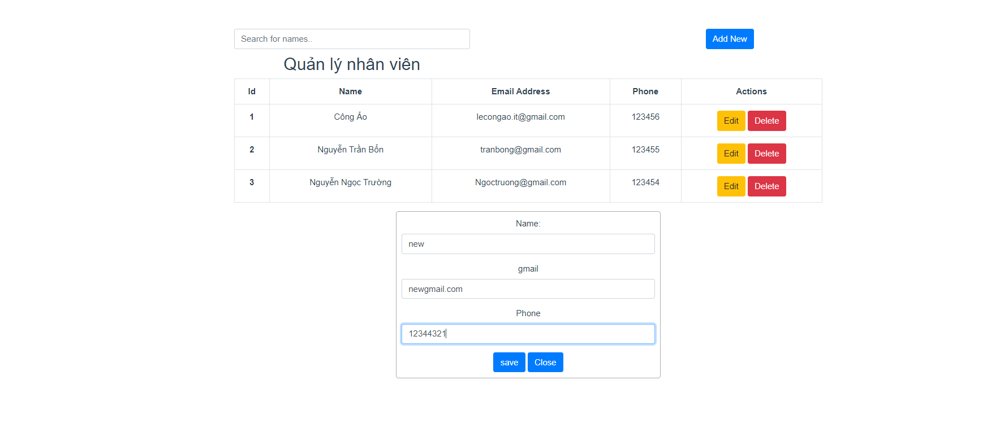 Search for names..
Add New
Quản lý nhân viên
Id Name Email Address Phone Actions
1 Công Ảo lecongao.it@gmail.com 123456 Edit Delete
2 Nguyễn Trần Bổn tranbong@gmail.com 123455 Edit Delete
3 Nguyễn Ngọc Trường Ngoctruong@gmail.com 123454 Edit Delete
Name:
new
gmail
newgmail.com
Phone
12344321
save Close